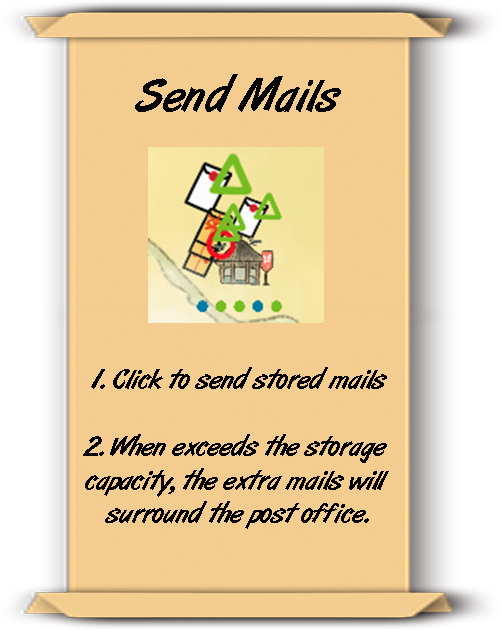 Send Mails
1. Click to send stored mails
2. When exceeds the storage
capacity, the extra mails will
surround the post office.